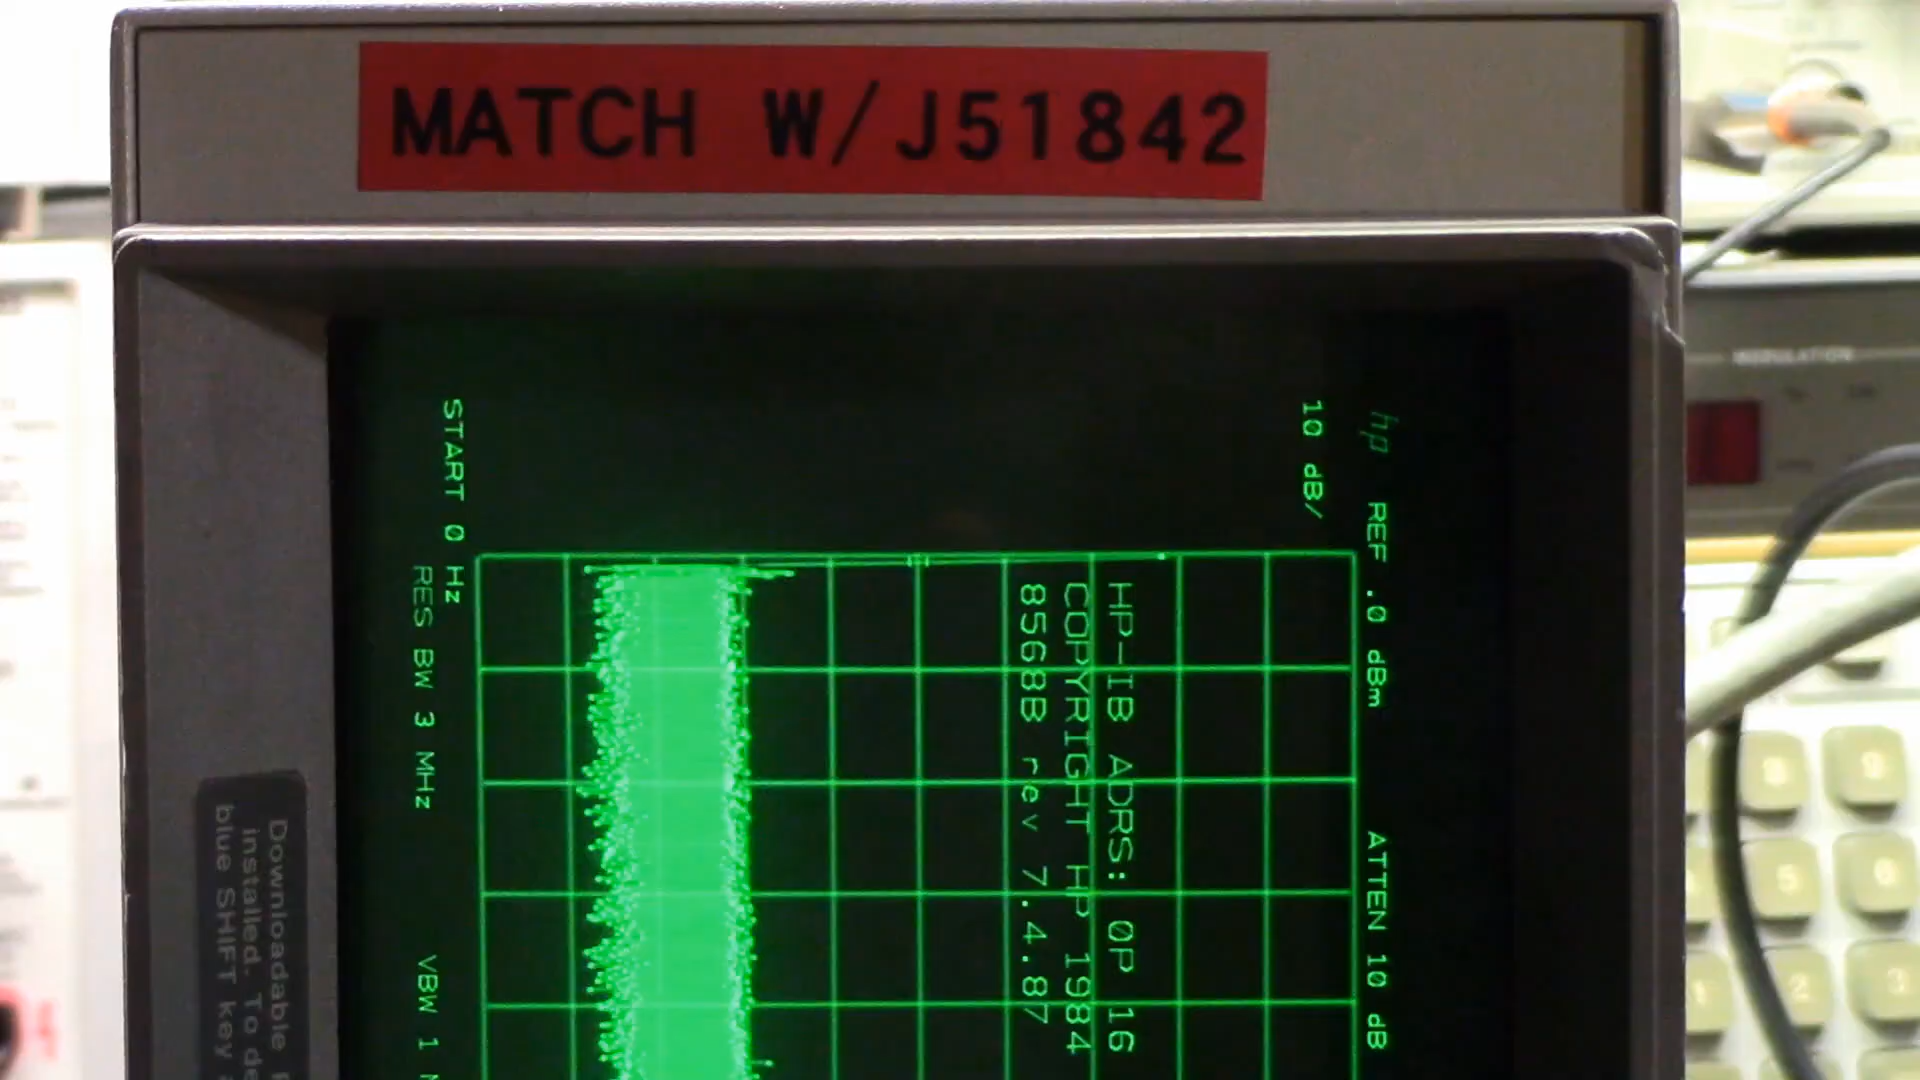 MATCH W/J51842
hp REF .0 dBm ATTEN 10 dB
10 dB/
HP-IB ADRS: 0P 16
COPYRIGHT HP 1984
8568B rev 7.4.87
START 0 Hz
RES BW 3 MHz VBW 1
Downloadable
installed. To de
blue SHIFT key
MODULATION